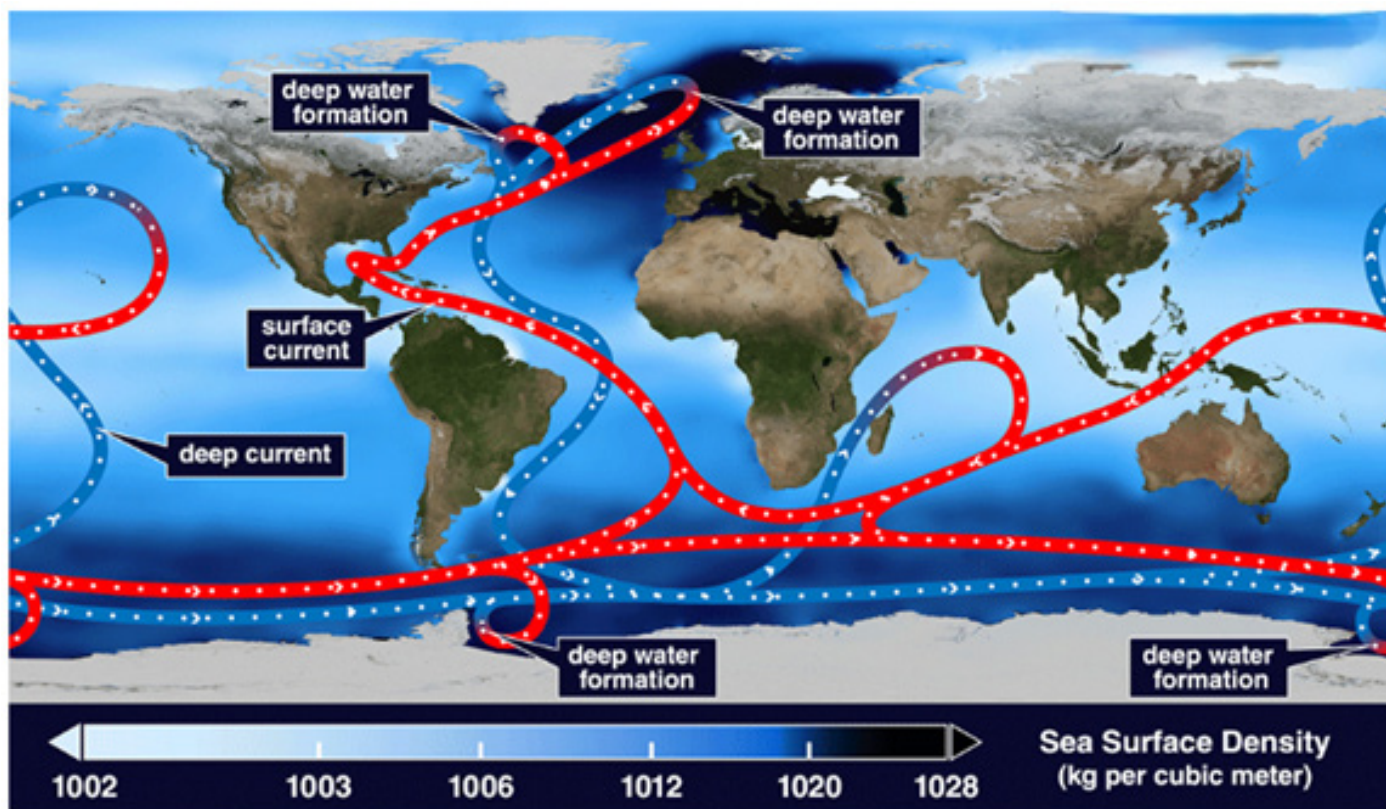 deep water
formation
deep water
formation
surface
current
deep current
deep water
formation
deep water
formation
1002
1003
1006
1012
1020
1028
Sea Surface Density
(kg per cubic meter)